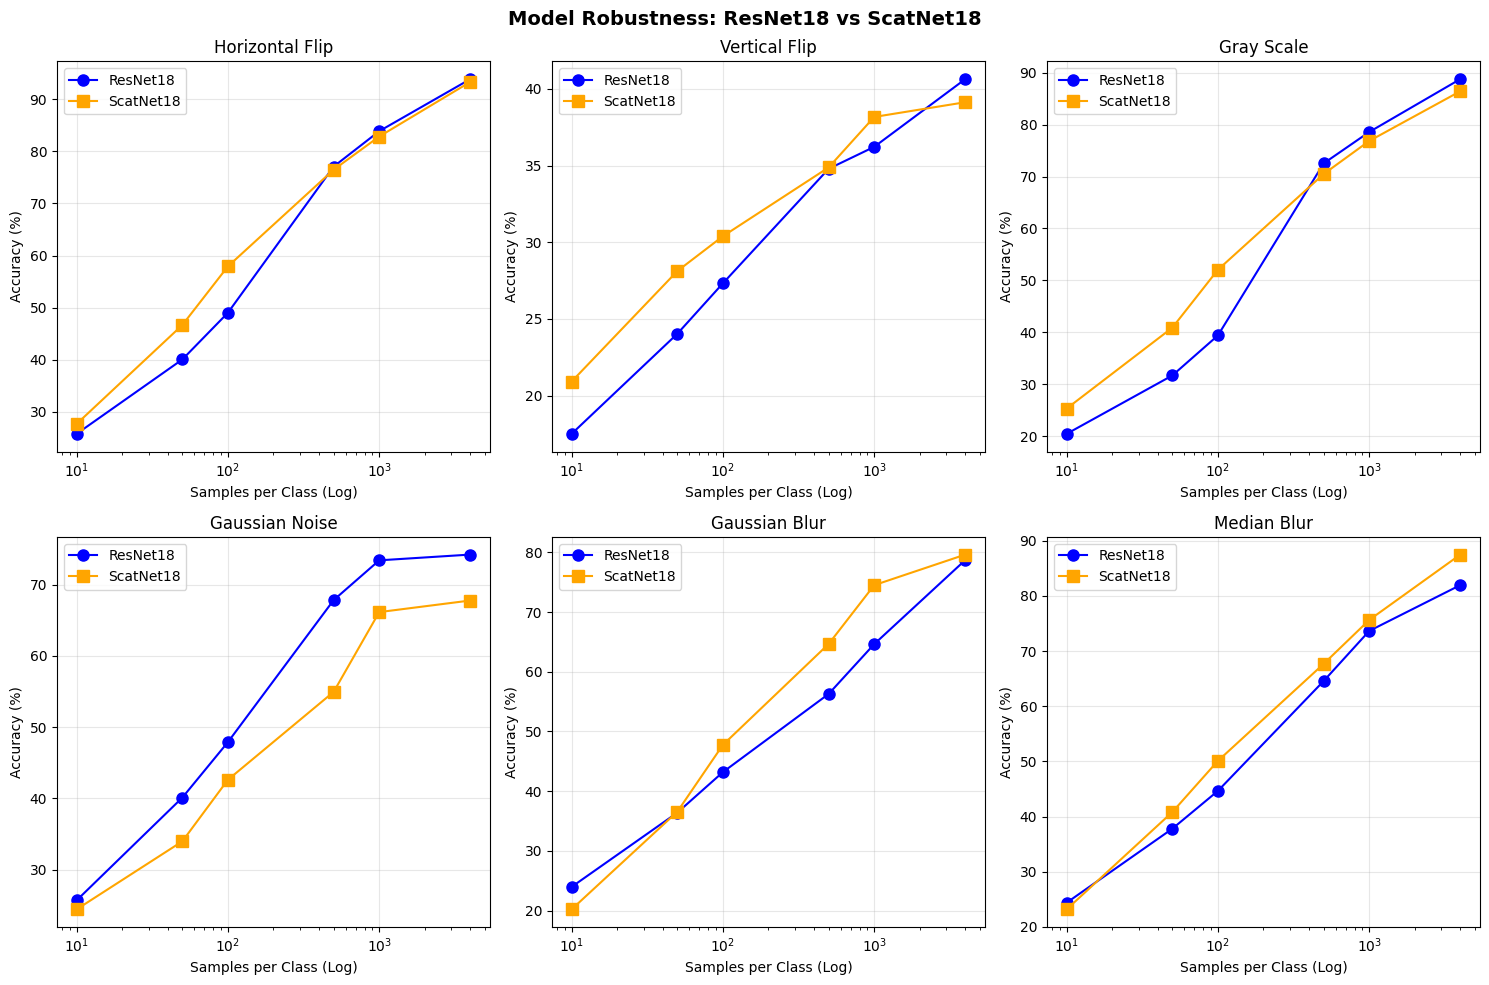 Model Robustness: ResNet18 vs ScatNet18
Horizontal Flip
ResNet18
ScatNet18
Accuracy (%)
90
80
70
60
50
40
30
10¹
10²
10³
Samples per Class (Log)
Vertical Flip
ResNet18
ScatNet18
Accuracy (%)
40
35
30
25
20
10¹
10²
10³
Samples per Class (Log)
Gray Scale
ResNet18
ScatNet18
Accuracy (%)
90
80
70
60
50
40
30
20
10¹
10²
10³
Samples per Class (Log)
Gaussian Noise
ResNet18
ScatNet18
Accuracy (%)
70
60
50
40
30
10¹
10²
10³
Samples per Class (Log)
Gaussian Blur
ResNet18
ScatNet18
Accuracy (%)
80
70
60
50
40
30
20
10¹
10²
10³
Samples per Class (Log)
Median Blur
ResNet18
ScatNet18
Accuracy (%)
90
80
70
60
50
40
30
20
10¹
10²
10³
Samples per Class (Log)